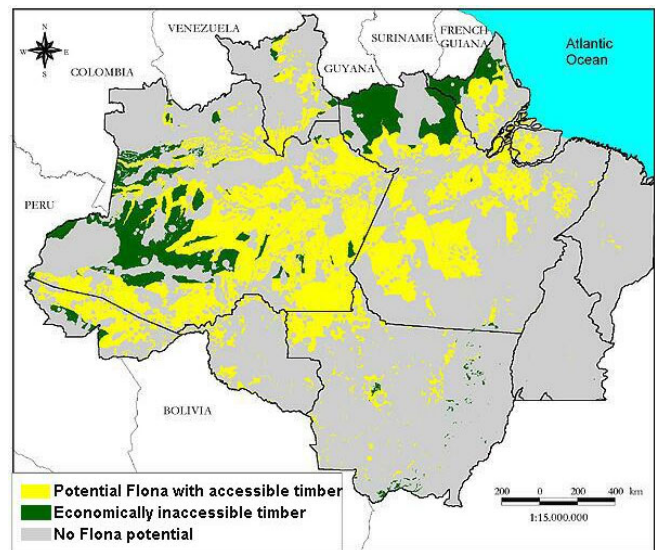 VENEZUELA
SURINAME
FRENCH
GUIANA
Atlantic
Ocean
N
W E
S
COLOMBIA
GUYANA
PERU
BOLIVIA
Potential Flona with accessible timber
Economically inaccessible timber
No Flona potential
200 0 200 400 km
1:15.000.000